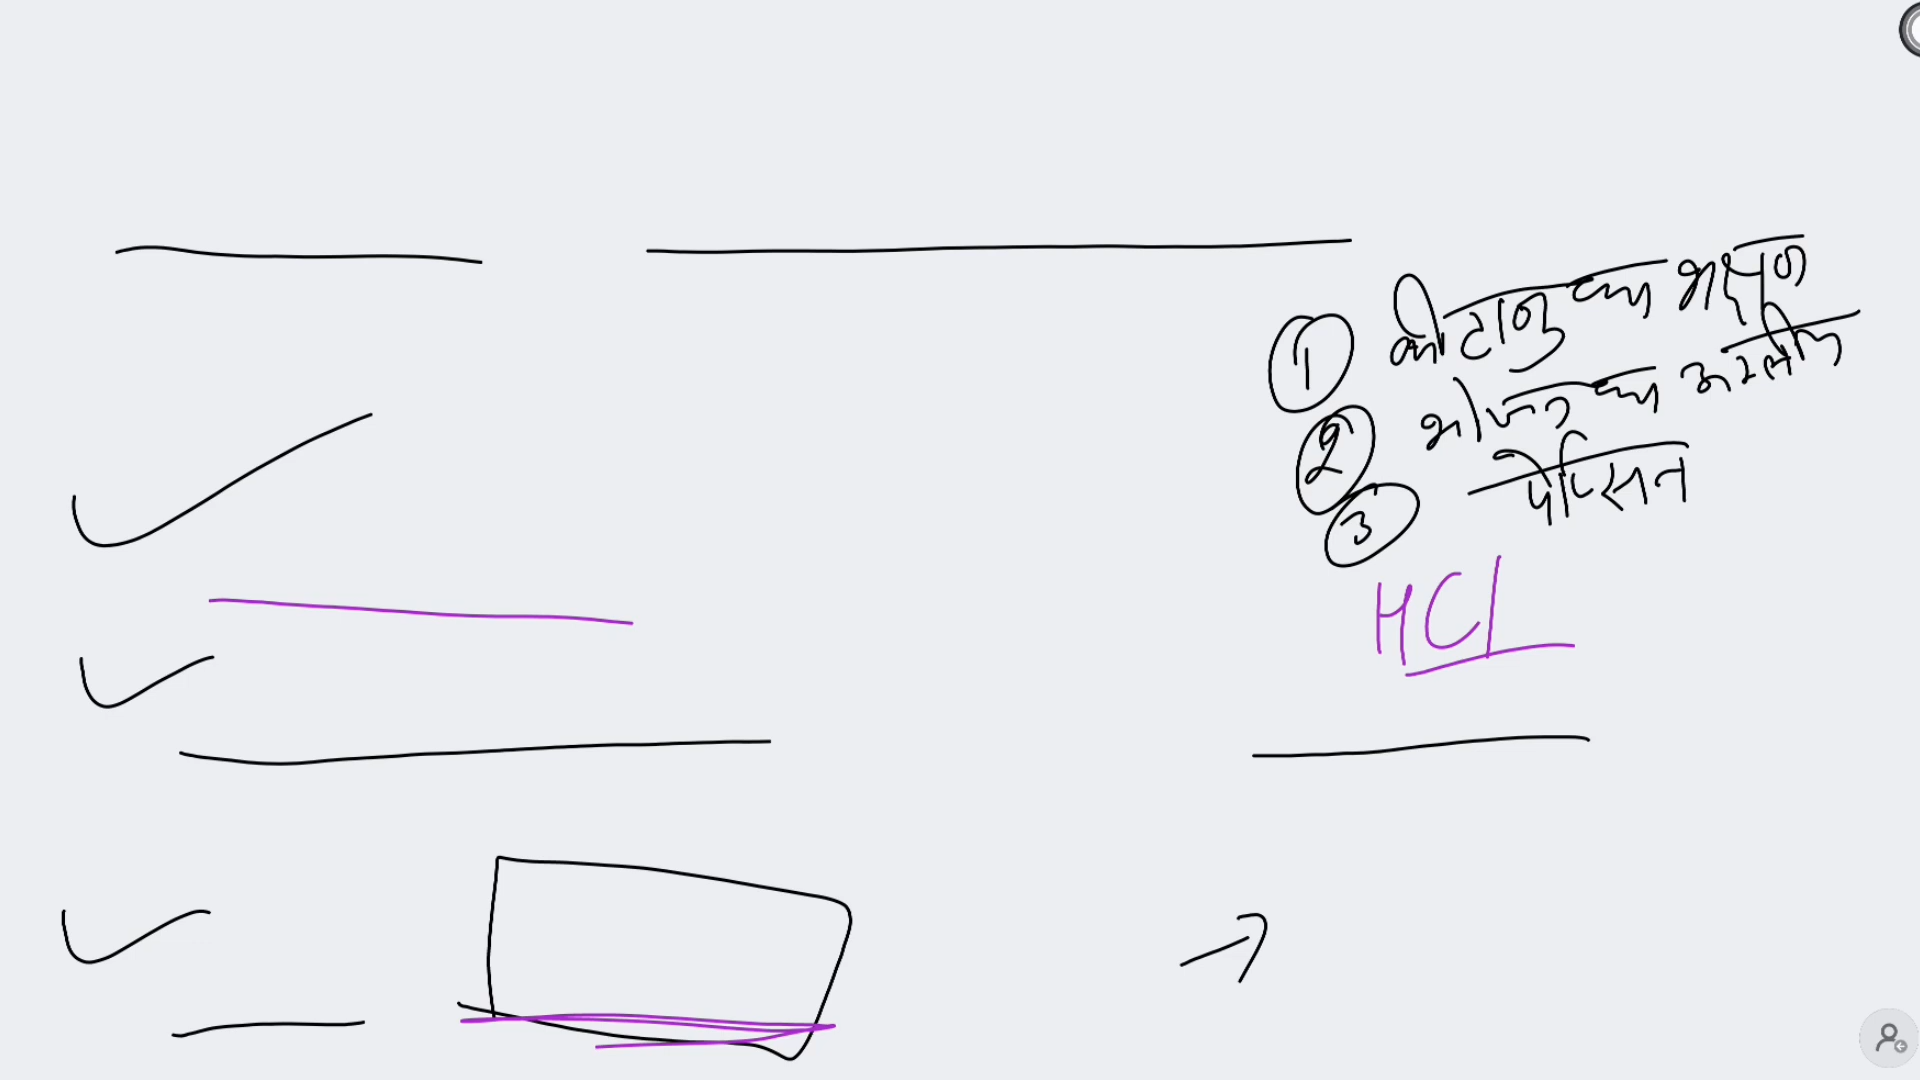 ① कीटाणु का भक्षण
② भोजन का अम्लीय
③ पेप्सिन
HCl